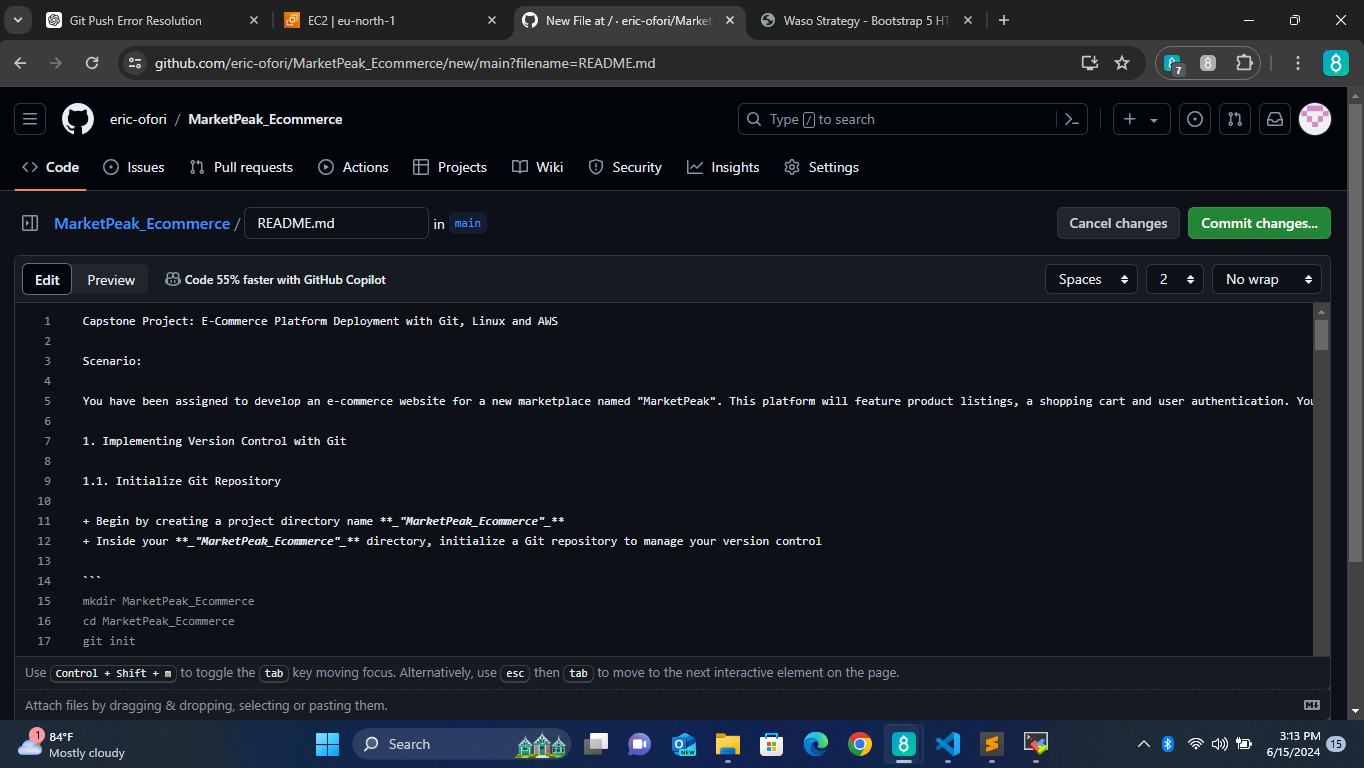 Git Push Error Resolution
EC2 | eu-north-1
New File at / · eric-ofori/Market
Waso Strategy - Bootstrap 5 HT
github.com/eric-ofori/MarketPeak_Ecommerce/new/main?filename=README.md
7
eric-ofori / MarketPeak_Ecommerce
Type / to search
Code
Issues
Pull requests
Actions
Projects
Wiki
Security
Insights
Settings
MarketPeak_Ecommerce / README.md in main
Cancel changes
Commit changes...
Edit
Preview
Code 55% faster with GitHub Copilot
Spaces
2
No wrap
1 Capstone Project: E-Commerce Platform Deployment with Git, Linux and AWS
2
3 Scenario:
4
5 You have been assigned to develop an e-commerce website for a new marketplace named "MarketPeak". This platform will feature product listings, a shopping cart and user authentication. You
6
7 1. Implementing Version Control with Git
8
9 1.1. Initialize Git Repository
10
11 + Begin by creating a project directory name **_"MarketPeak_Ecommerce"_**
12 + Inside your **_"MarketPeak_Ecommerce"_** directory, initialize a Git repository to manage your version control
13
14 ```
15 mkdir MarketPeak_Ecommerce
16 cd MarketPeak_Ecommerce
17 git init
Use Control + Shift + m to toggle the tab key moving focus. Alternatively, use esc then tab to move to the next interactive element on the page.
Attach files by dragging & dropping, selecting or pasting them.
1
84°F
Mostly cloudy
Search
NEW
3:13 PM
6/15/2024
15